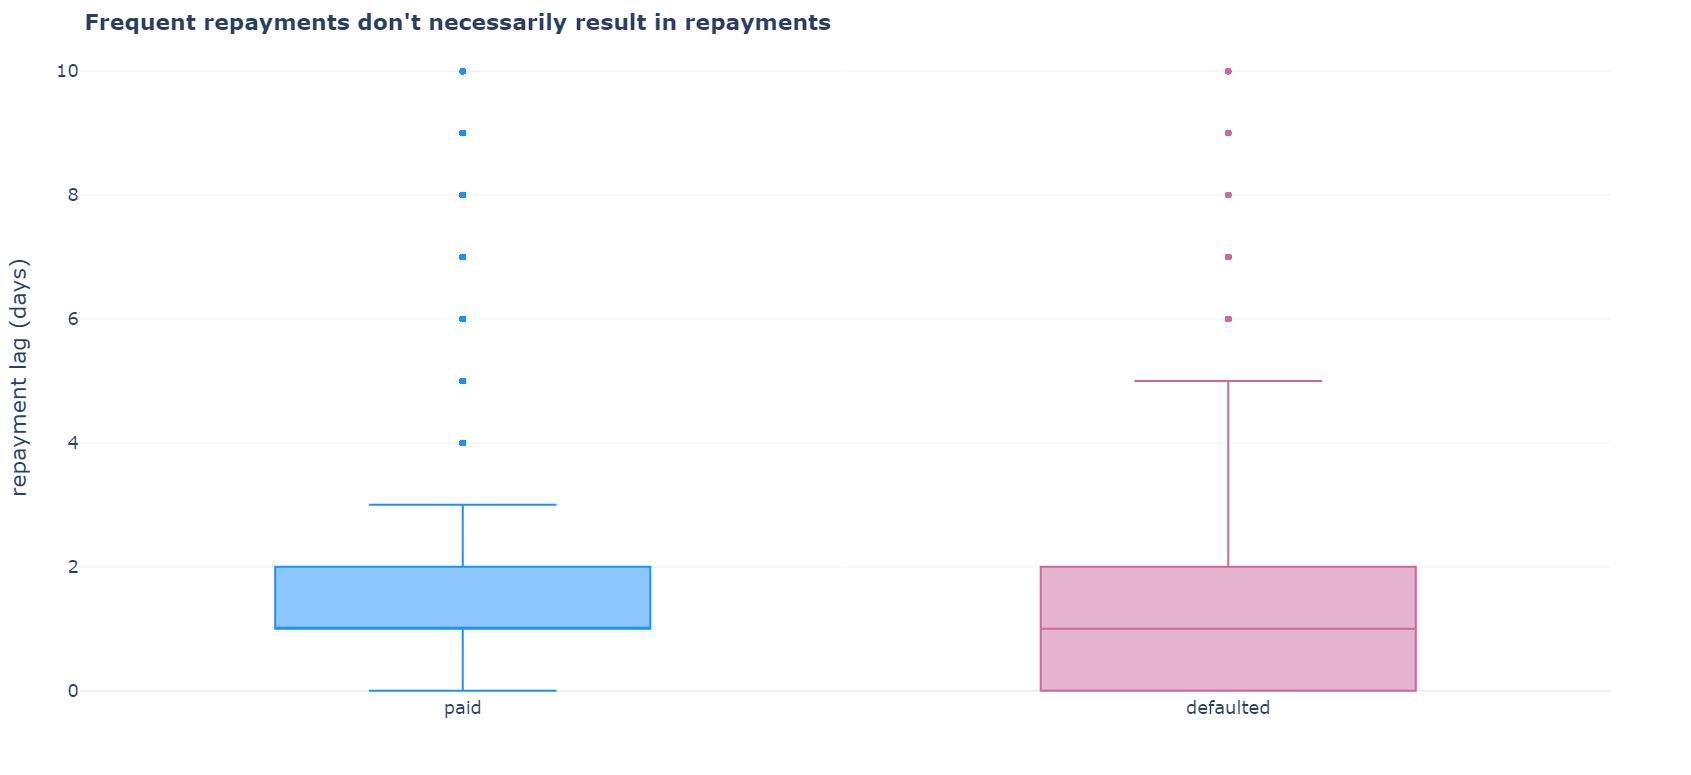 Frequent repayments don't necessarily result in repayments
10
8
6
4
2
0
repayment lag (days)
paid
defaulted